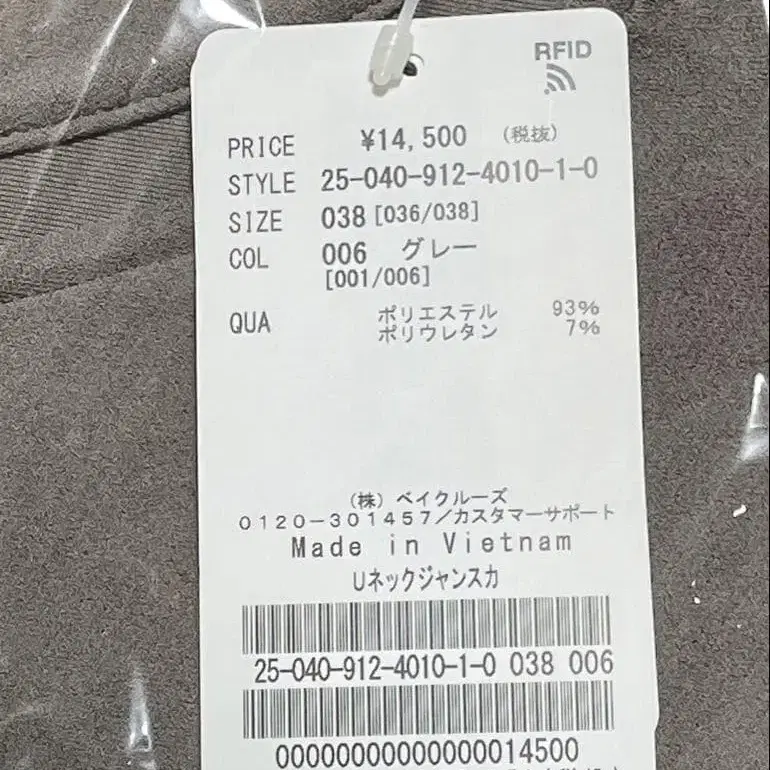 RFID
PRICE ¥14,500 (税抜)
STYLE 25-040-912-4010-1-0
SIZE 038 [036/038]
COL 006 グレー
[001/006]
QUA ポリエステル 93%
ポリウレタン 7%
(株) ベイクルーズ
0120-301457/カスタマーサポート
Made in Vietnam
Uネックジャンスカ
25-040-912-4010-1-0 038 006
00000000000000014500